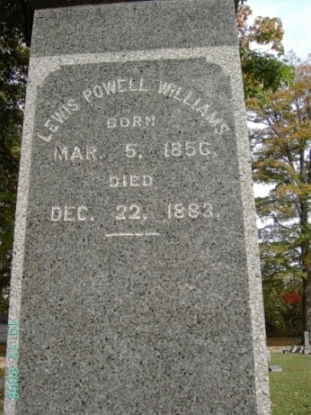 LEWIS POWELL WILLIAMS
BORN
MAR. 5, 1856.
DIED
DEC. 22, 1883.